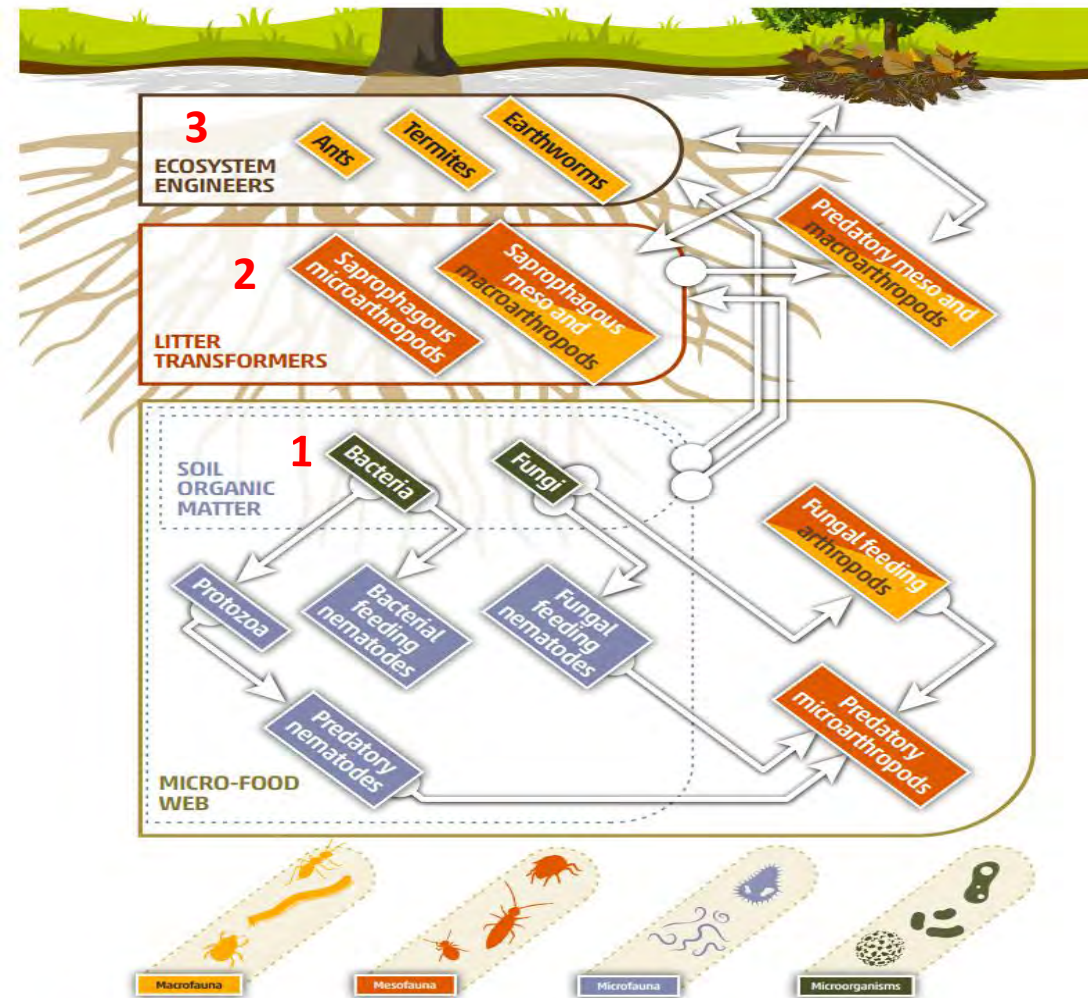 3
ECOSYSTEM
ENGINEERS
Ants
Termites
Earthworms
2
LITTER
TRANSFORMERS
Saprophagous
microarthropods
Saprophagous
meso and
macroarthropods
Predatory meso and
macroarthropods
1
SOIL
ORGANIC
MATTER
Bacteria
Fungi
Protozoa
Bacterial
feeding
nematodes
Fungal
feeding
nematodes
Fungal feeding
arthropods
Predatory
nematodes
Predatory
microarthropods
MICRO-FOOD
WEB
Macrofauna
Mesofauna
Microfauna
Microorganisms